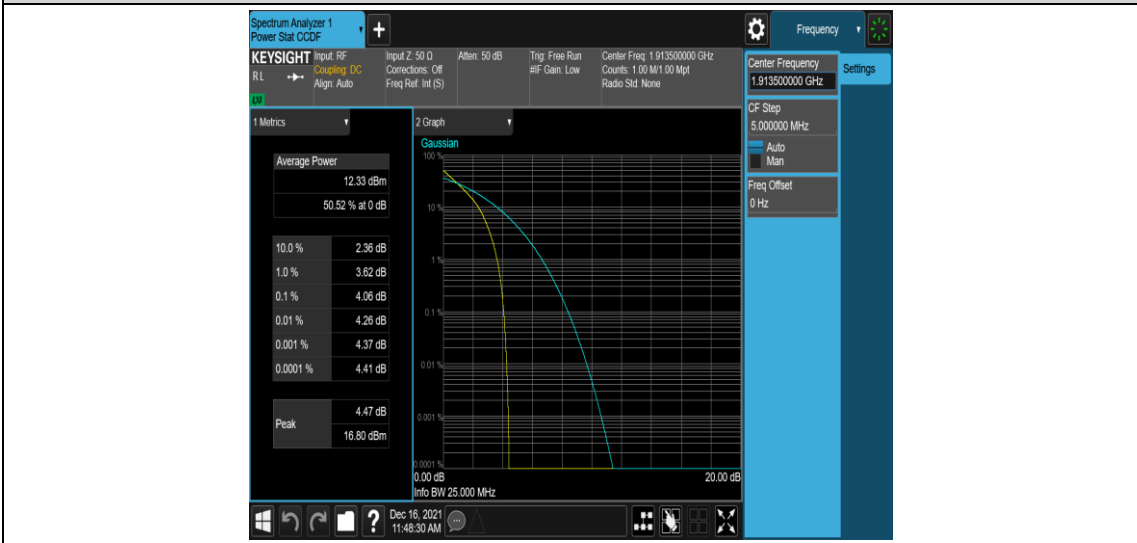 Spectrum Analyzer 1
Power Stat CCDF
+
Frequency
KEYSIGHT
RL
LXI
Input: RF
Coupling: DC
Align: Auto
Input Z: 50 Ω
Corrections: Off
Freq Ref: Int (S)
Atten: 50 dB
Trig: Free Run
#IF Gain: Low
Center Freq: 1.913500000 GHz
Counts: 1.00 M/1.00 Mpt
Radio Std: None
Center Frequency
1.913500000 GHz
Settings
CF Step
5.000000 MHz
Auto
Man
Freq Offset
0 Hz
1 Metrics
Average Power
12.33 dBm
50.52 % at 0 dB
10.0 % 2.36 dB
1.0 % 3.62 dB
0.1 % 4.06 dB
0.01 % 4.26 dB
0.001 % 4.37 dB
0.0001 % 4.41 dB
Peak 4.47 dB
16.80 dBm
2 Graph
Gaussian
100 %
10 %
1 %
0.1 %
0.01 %
0.001 %
0.0001 %
0.00 dB 20.00 dB
Info BW 25.000 MHz
?
Dec 16, 2021
11:48:30 AM